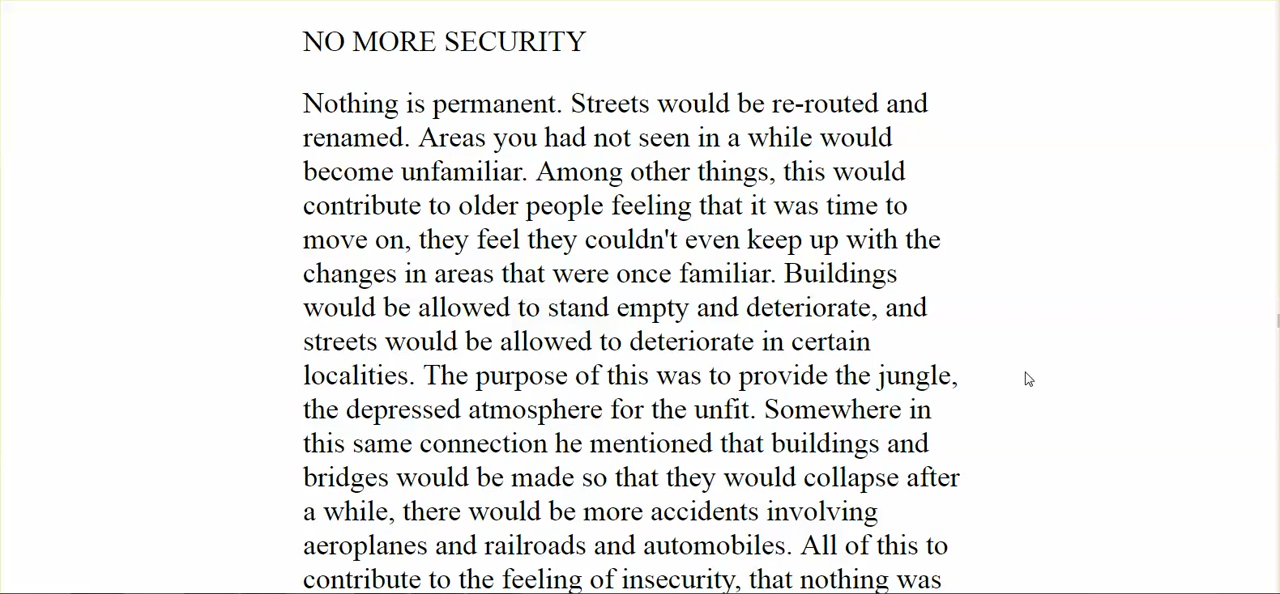 NO MORE SECURITY
Nothing is permanent. Streets would be re-routed and
renamed. Areas you had not seen in a while would
become unfamiliar. Among other things, this would
contribute to older people feeling that it was time to
move on, they feel they couldn't even keep up with the
changes in areas that were once familiar. Buildings
would be allowed to stand empty and deteriorate, and
streets would be allowed to deteriorate in certain
localities. The purpose of this was to provide the jungle,
the depressed atmosphere for the unfit. Somewhere in
this same connection he mentioned that buildings and
bridges would be made so that they would collapse after
a while, there would be more accidents involving
aeroplanes and railroads and automobiles. All of this to
contribute to the feeling of insecurity, that nothing was